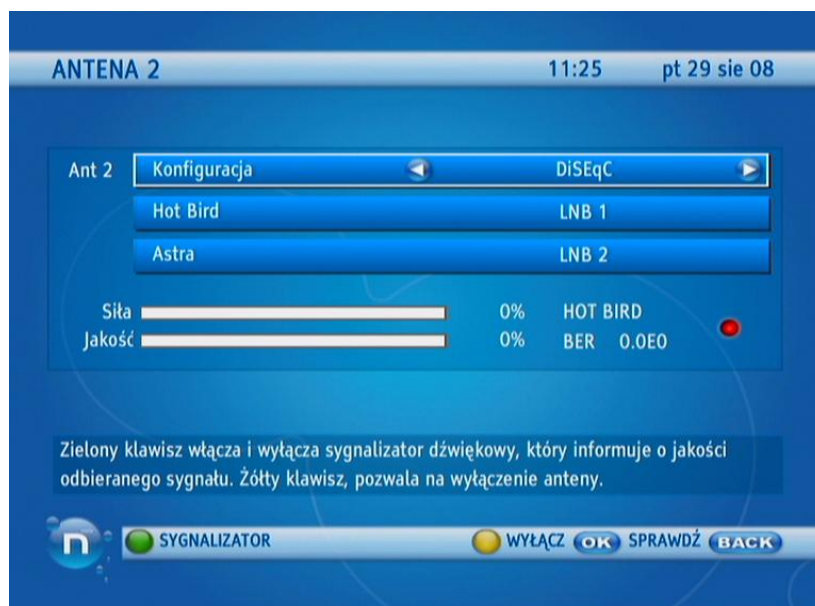 ANTENA 2 11:25 pt 29 sie 08
Ant 2 Konfiguracja DiSEqC
Hot Bird LNB 1
Astra LNB 2
Siła 0% HOT BIRD
Jakość 0% BER 0.0E0
Zielony klawisz włącza i wyłącza sygnalizator dźwiękowy, który informuje o jakości
odbieranego sygnału. Żółty klawisz, pozwala na wyłączenie anteny.
n SYGNALIZATOR WYŁĄCZ OK SPRAWDŹ BACK